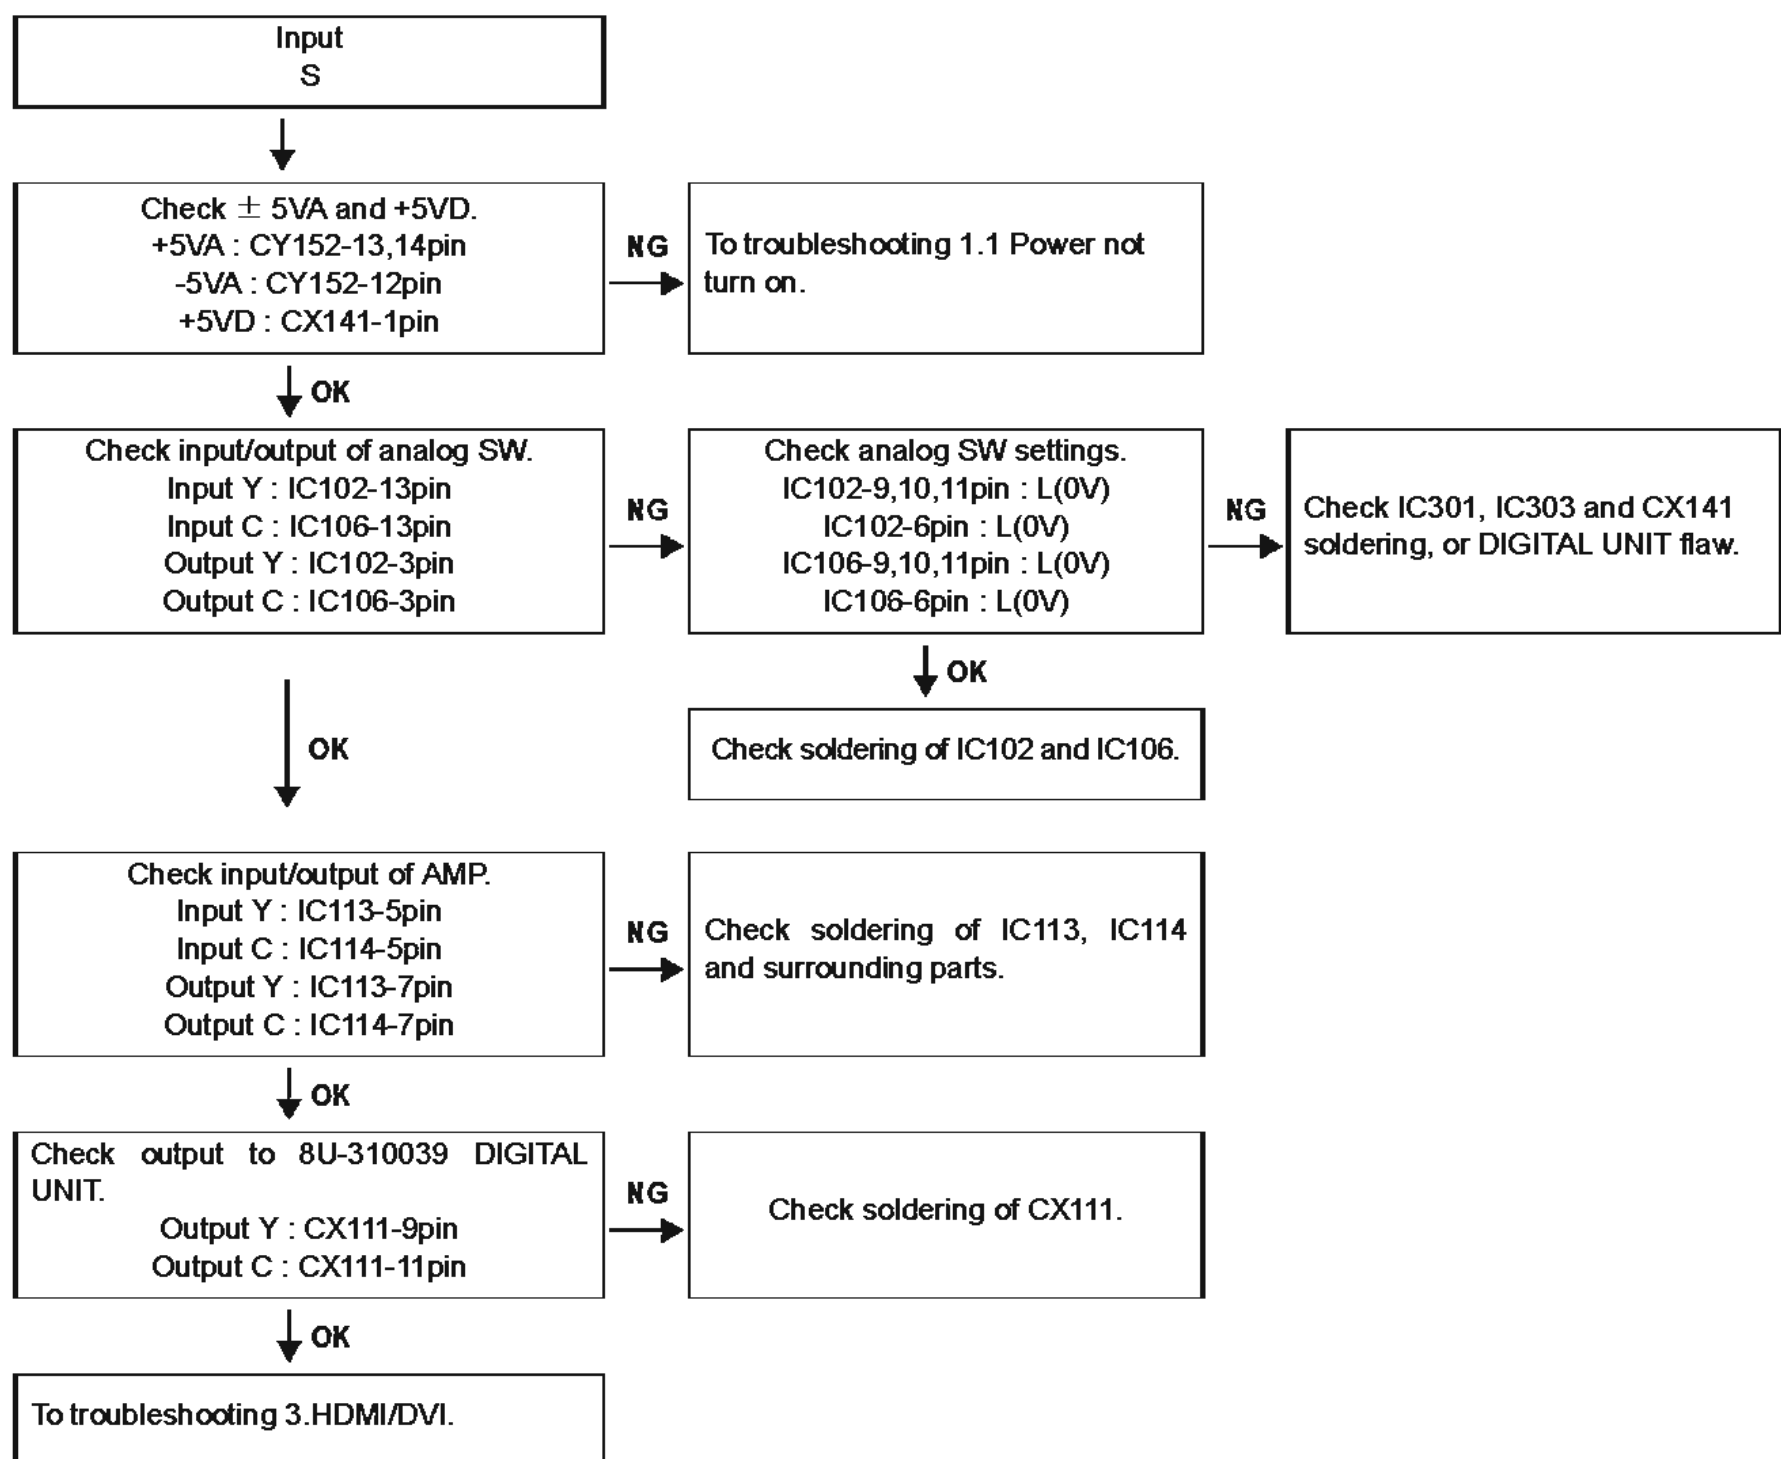 Input
S
Check ± 5VA and +5VD.
+5VA : CY152-13,14pin
-5VA : CY152-12pin
+5VD : CX141-1pin
NG
To troubleshooting 1.1 Power not
turn on.
OK
Check input/output of analog SW.
Input Y : IC102-13pin
Input C : IC106-13pin
Output Y : IC102-3pin
Output C : IC106-3pin
NG
Check analog SW settings.
IC102-9,10,11pin : L(0V)
IC102-6pin : L(0V)
IC106-9,10,11pin : L(0V)
IC106-6pin : L(0V)
NG
Check IC301, IC303 and CX141
soldering, or DIGITAL UNIT flaw.
OK
Check soldering of IC102 and IC106.
OK
Check input/output of AMP.
Input Y : IC113-5pin
Input C : IC114-5pin
Output Y : IC113-7pin
Output C : IC114-7pin
NG
Check soldering of IC113, IC114
and surrounding parts.
OK
Check output to 8U-310039 DIGITAL
UNIT.
Output Y : CX111-9pin
Output C : CX111-11pin
NG
Check soldering of CX111.
OK
To troubleshooting 3.HDMI/DVI.